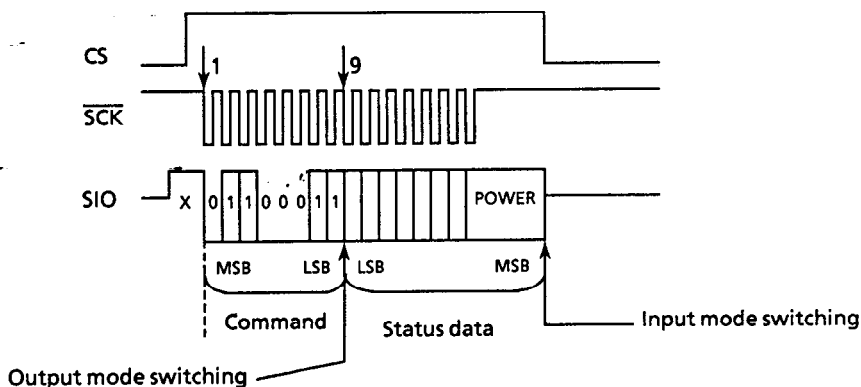 CS
1 9
SCK
SIO X 0 1 1 0 0 0 1 1 POWER
MSB LSB LSB MSB
Command Status data Input mode switching
Output mode switching